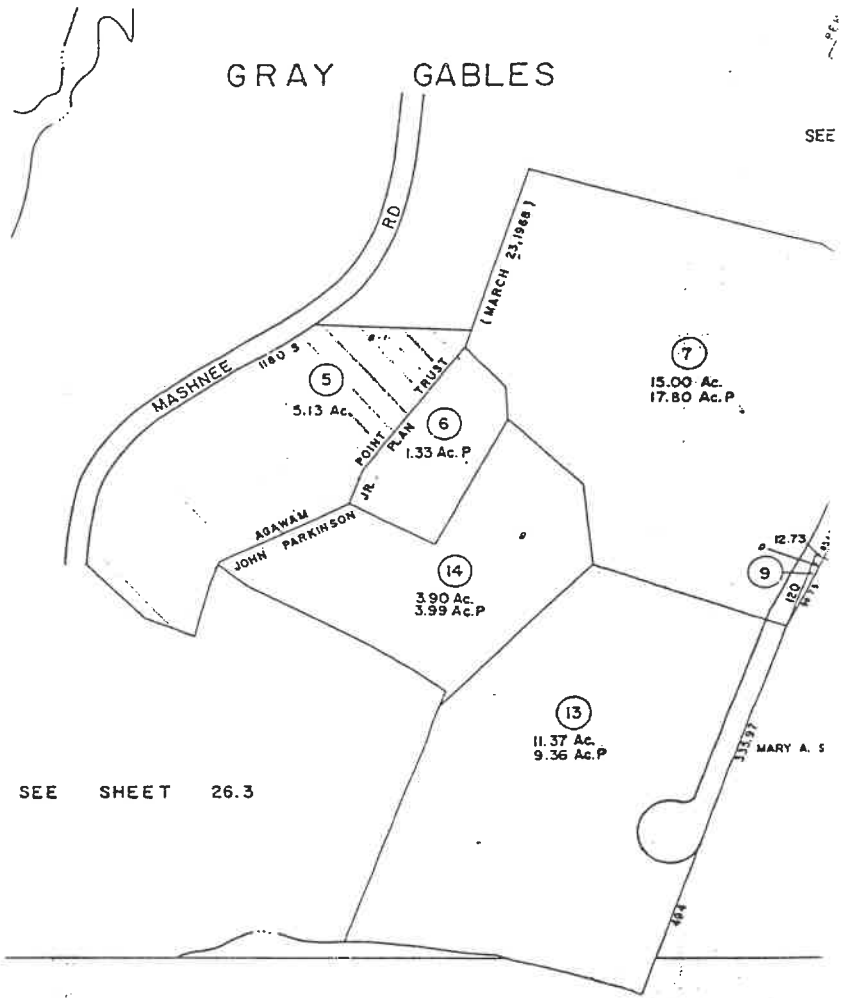 GRAY GABLES
SEE
RD
(MARCH 23, 1968)
MASHNEE
1180 S
5
5.13 Ac.
TRUST
POINT
PLAN
6
1.33 Ac. P
7
15.00 Ac.
17.80 Ac. P
JR.
AGAWAM
JOHN PARKINSON
12.73
9
120
14
3.90 Ac.
3.99 Ac. P
13
11.37 Ac.
9.36 Ac. P
333.97
MARY A. S
SEE SHEET 26.3
494